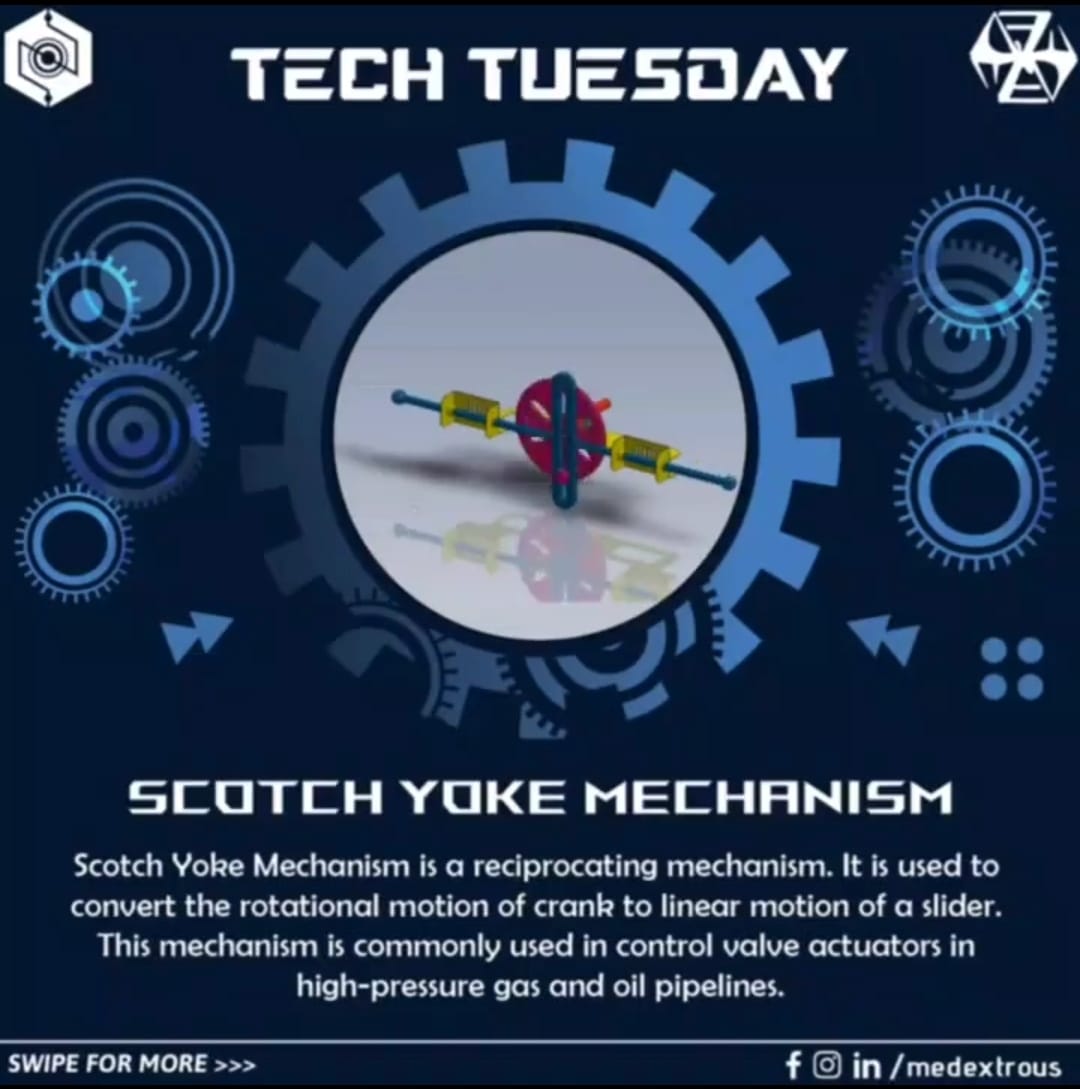 TECH TUESDAY
SCOTCH YOKE MECHANISM
Scotch Yoke Mechanism is a reciprocating mechanism. It is used to
convert the rotational motion of crank to linear motion of a slider.
This mechanism is commonly used in control valve actuators in
high-pressure gas and oil pipelines.
SWIPE FOR MORE >>>
/medextrous